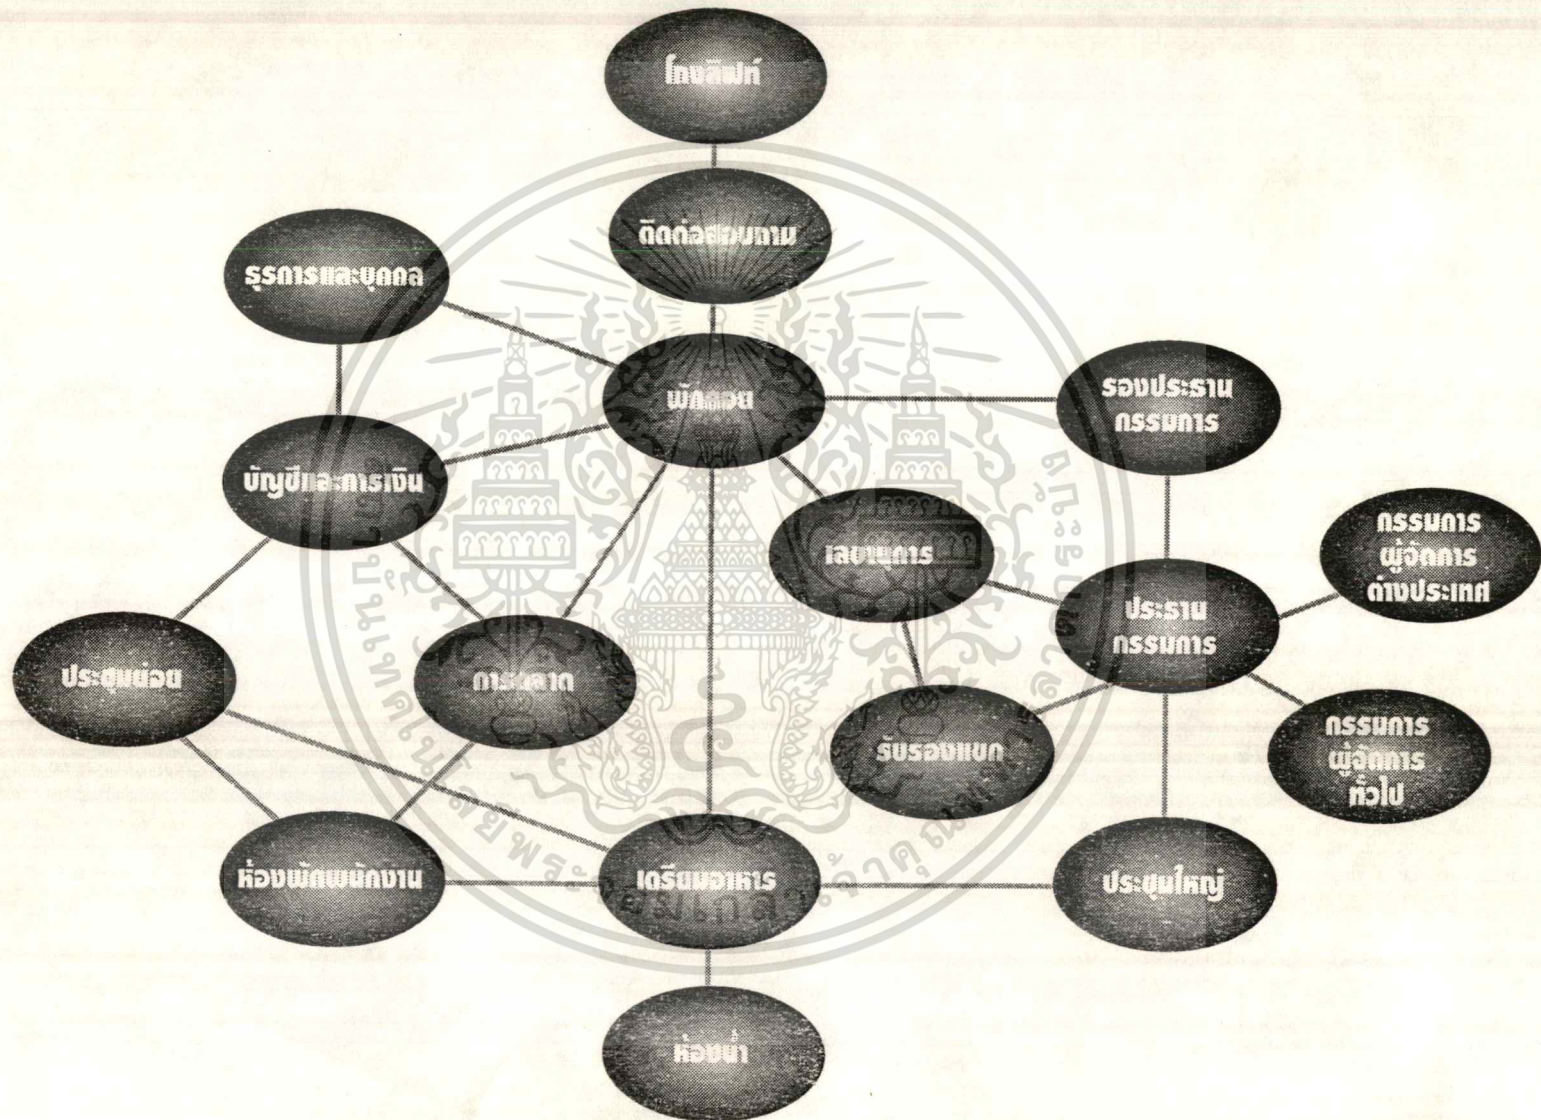 โถงลิฟท์
ติดต่อสอบถาม
ธุรการและบุคคล
พักคอย
รองประธาน
กรรมการ
บัญชีและการเงิน
เลขานุการ
กรรมการ
ผู้จัดการ
ต่างประเทศ
ประธาน
กรรมการ
ประชุมย่อย
การตลาด
รับรองแขก
กรรมการ
ผู้จัดการ
ทั่วไป
ห้องพักพนักงาน
เตรียมอาหาร
ประชุมใหญ่
ห้องน้ำ